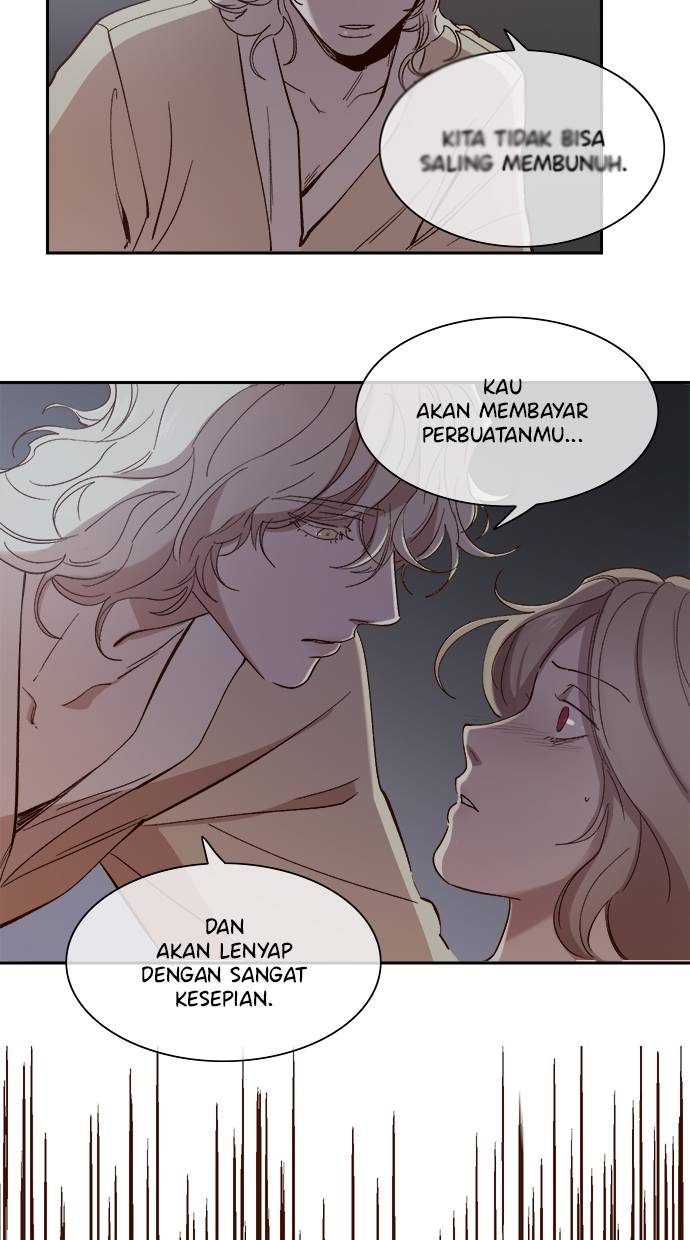 KITA TIDAK BISA
SALING MEMBUNUH.
KAU
AKAN MEMBAYAR
PERBUATANMU...
DAN
AKAN LENYAP
DENGAN SANGAT
KESEPIAN.